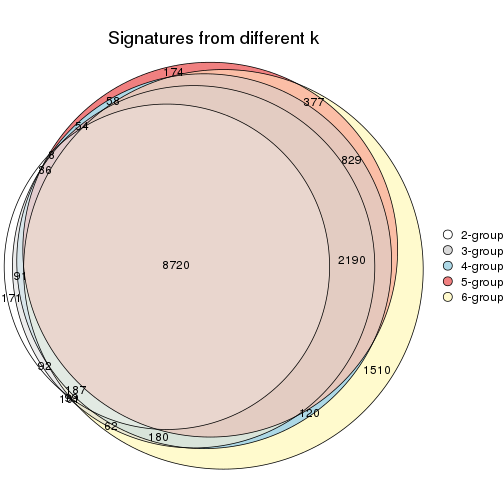 Signatures from different k
174
58
377
54
8
829
36
8720
2190
91
171
2-group
3-group
4-group
5-group
6-group
92
1510
187
120
62
180